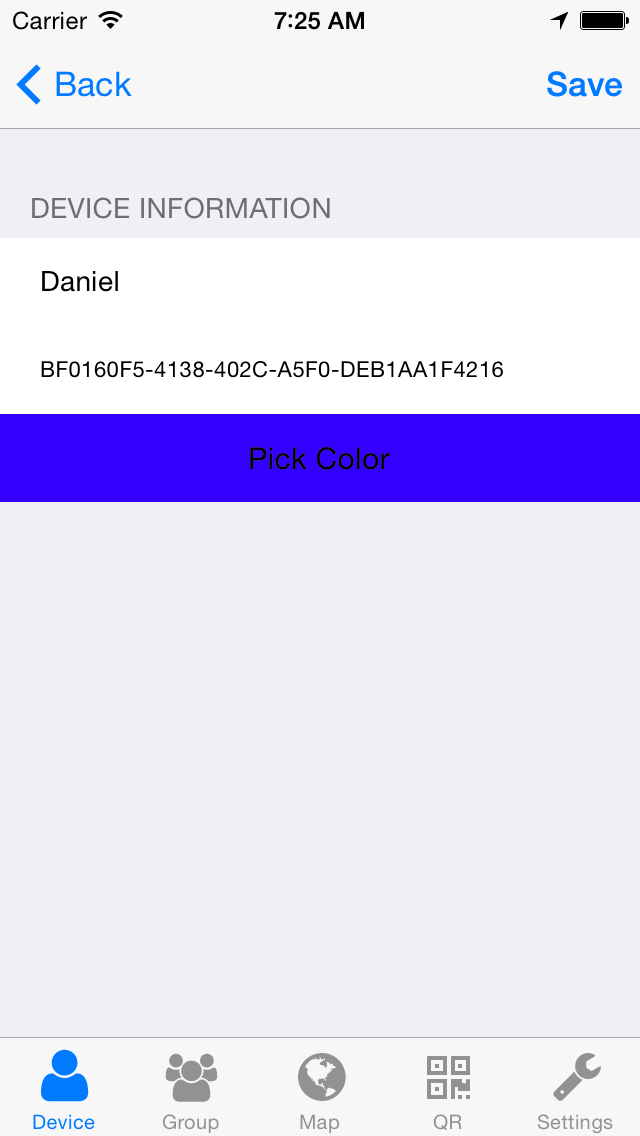 Carrier 7:25 AM
Back Save
DEVICE INFORMATION
Daniel
BF0160F5-4138-402C-A5F0-DEB1AA1F4216
Pick Color
Device Group Map QR Settings